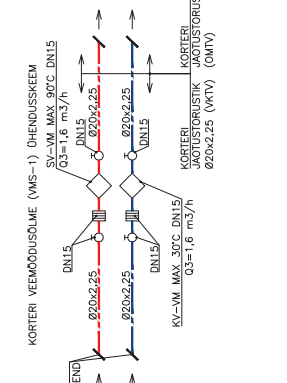 KORTERI VEEMÕÕDUSÕLME (VMS-1) ÜHENDUSSKEEM
SV-VM MAX 90°C DN15
Q3=1,6 m3/h
DN15
Ø20x2,25
Ø20x2,25
DN15
KORTERI
JAOTUSTORUSTIK
Ø20x2,25 (VKTV)
KORTERI
(OMTV)
DN15
Ø20x2,25
Ø20x2,25
DN15
KV-VM MAX 30°C DN15
Q3=1,6 m3/h